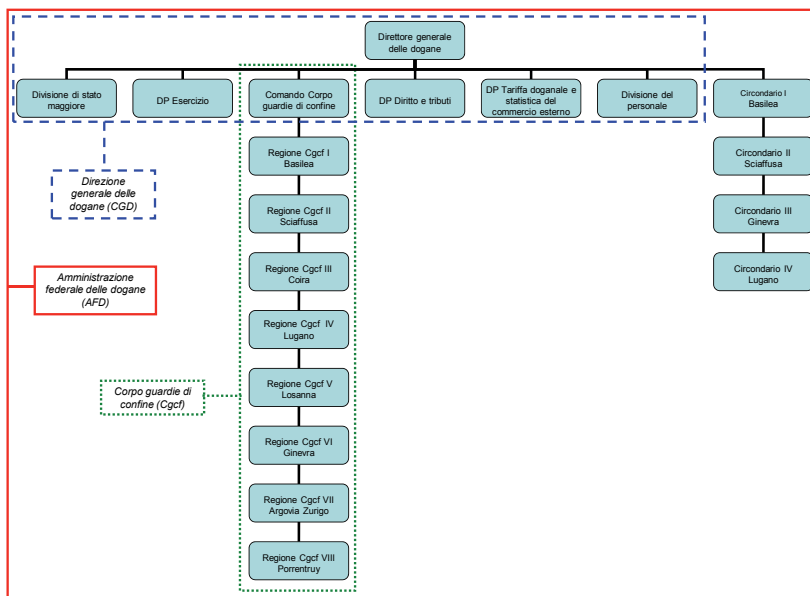 Direttore generale
delle dogane
Divisione di stato
maggiore
DP Esercizio
Comando Corpo
guardie di confine
DP Diritto e tributi
DP Tariffa doganale e
statistica del
commercio esterno
Divisione del
personale
Circondario I
Basilea
Regione Cgcf I
Basilea
Circondario II
Sciaffusa
Direzione
generale delle
dogane (CGD)
Regione Cgcf II
Sciaffusa
Circondario III
Ginevra
Amministrazione
federale delle dogane
(AFD)
Regione Cgcf III
Coira
Circondario IV
Lugano
Regione Cgcf IV
Lugano
Corpo guardie di
confine (Cgcf)
Regione Cgcf V
Losanna
Regione Cgcf VI
Ginevra
Regione Cgcf VII
Argovia Zurigo
Regione Cgcf VIII
Porrentruy